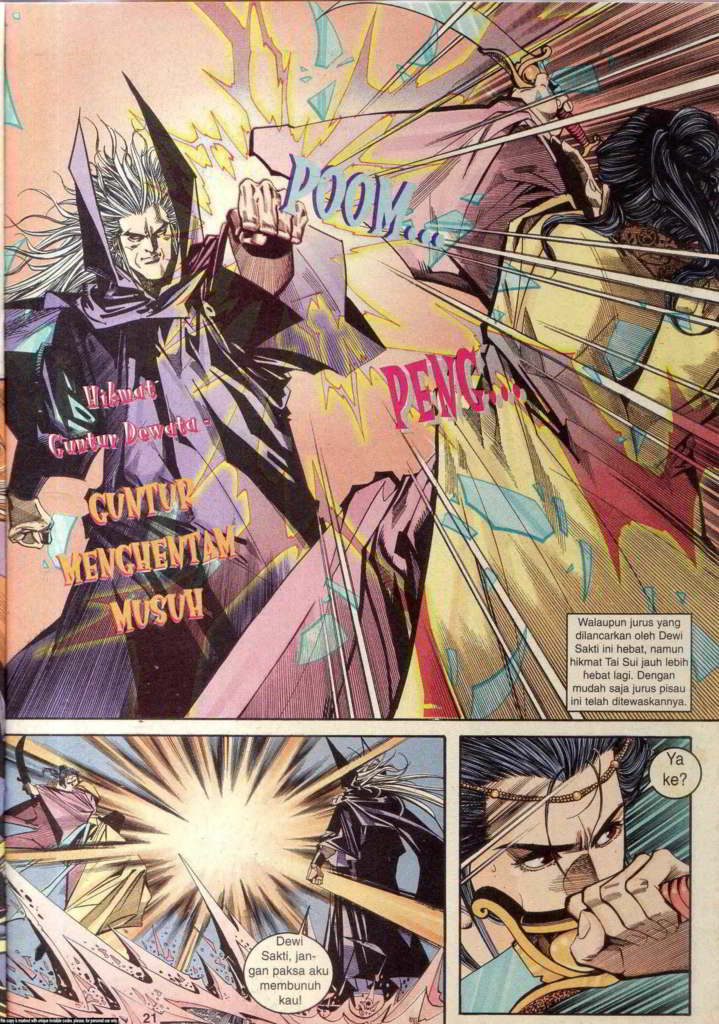 POOM...
PENG...
Hikmat
Guntur Dewata -
GUNTUR
MENGHENTAM
MUSUH
Walaupun jurus yang
dilancarkan oleh Dewi
Sakti ini hebat, namun
hikmat Tai Sui jauh lebih
hebat lagi. Dengan
mudah saja jurus pisau
ini telah ditewaskannya.
Ya
ke?
Dewi
Sakti, jan-
gan paksa aku
membunuh
kau!
21